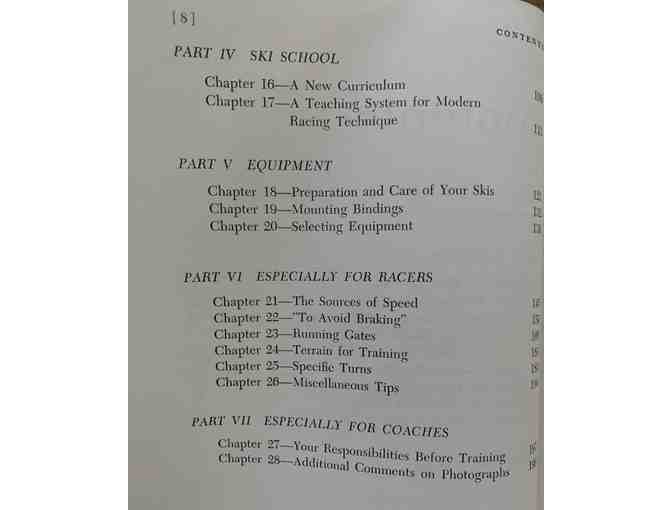 [8]
PART IV SKI SCHOOL
Chapter 16—A New Curriculum
Chapter 17—A Teaching System for Modern
Racing Technique
PART V EQUIPMENT
Chapter 18—Preparation and Care of Your Skis
Chapter 19—Mounting Bindings
Chapter 20—Selecting Equipment
PART VI ESPECIALLY FOR RACERS
Chapter 21—The Sources of Speed
Chapter 22—"To Avoid Braking"
Chapter 23—Running Gates
Chapter 24—Terrain for Training
Chapter 25—Specific Turns
Chapter 26—Miscellaneous Tips
PART VII ESPECIALLY FOR COACHES
Chapter 27—Your Responsibilities Before Training
Chapter 28—Additional Comments on Photographs